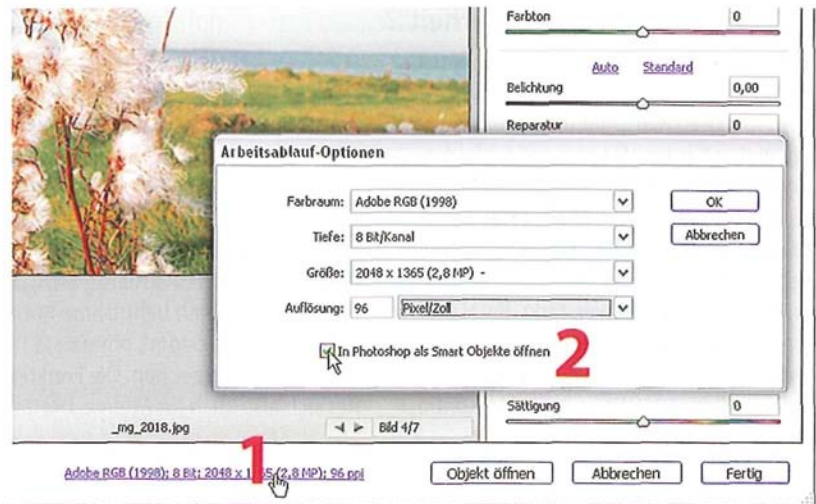 Farbton 0
Auto Standard
Belichtung 0,00
Reparatur 0
Arbeitsablauf-Optionen
Farbraum: Adobe RGB (1998) OK
Tiefe: 8 Bit/Kanal Abbrechen
Größe: 2048 x 1365 (2,8 MP) -
Auflösung: 96 Pixel/Zoll
In Photoshop als Smart Objekte öffnen 2
Sättigung 0
_mg_2018.jpg Bild 4/7
1
Adobe RGB (1998); 8 Bit; 2048 x 1365 (2,8 MP); 96 ppi
Objekt öffnen Abbrechen Fertig